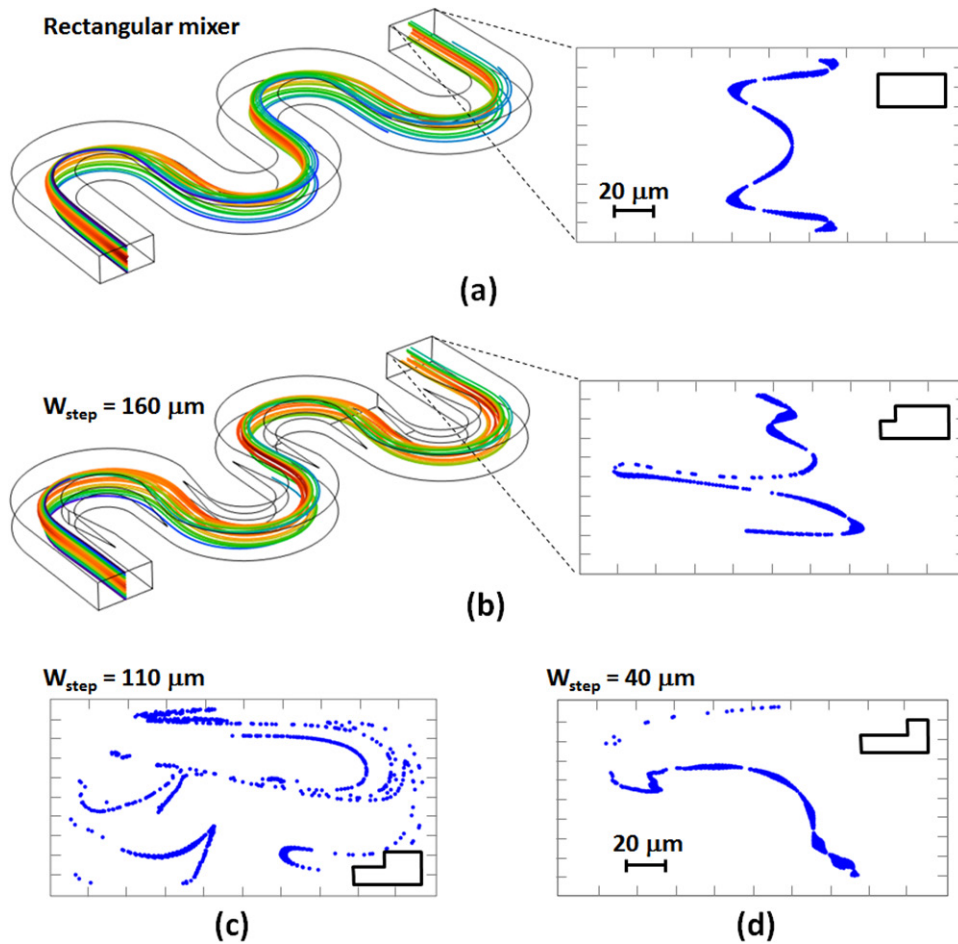 Rectangular mixer
20 μm
(a)
W_step = 160 μm
(b)
W_step = 110 μm
W_step = 40 μm
20 μm
(c)
(d)